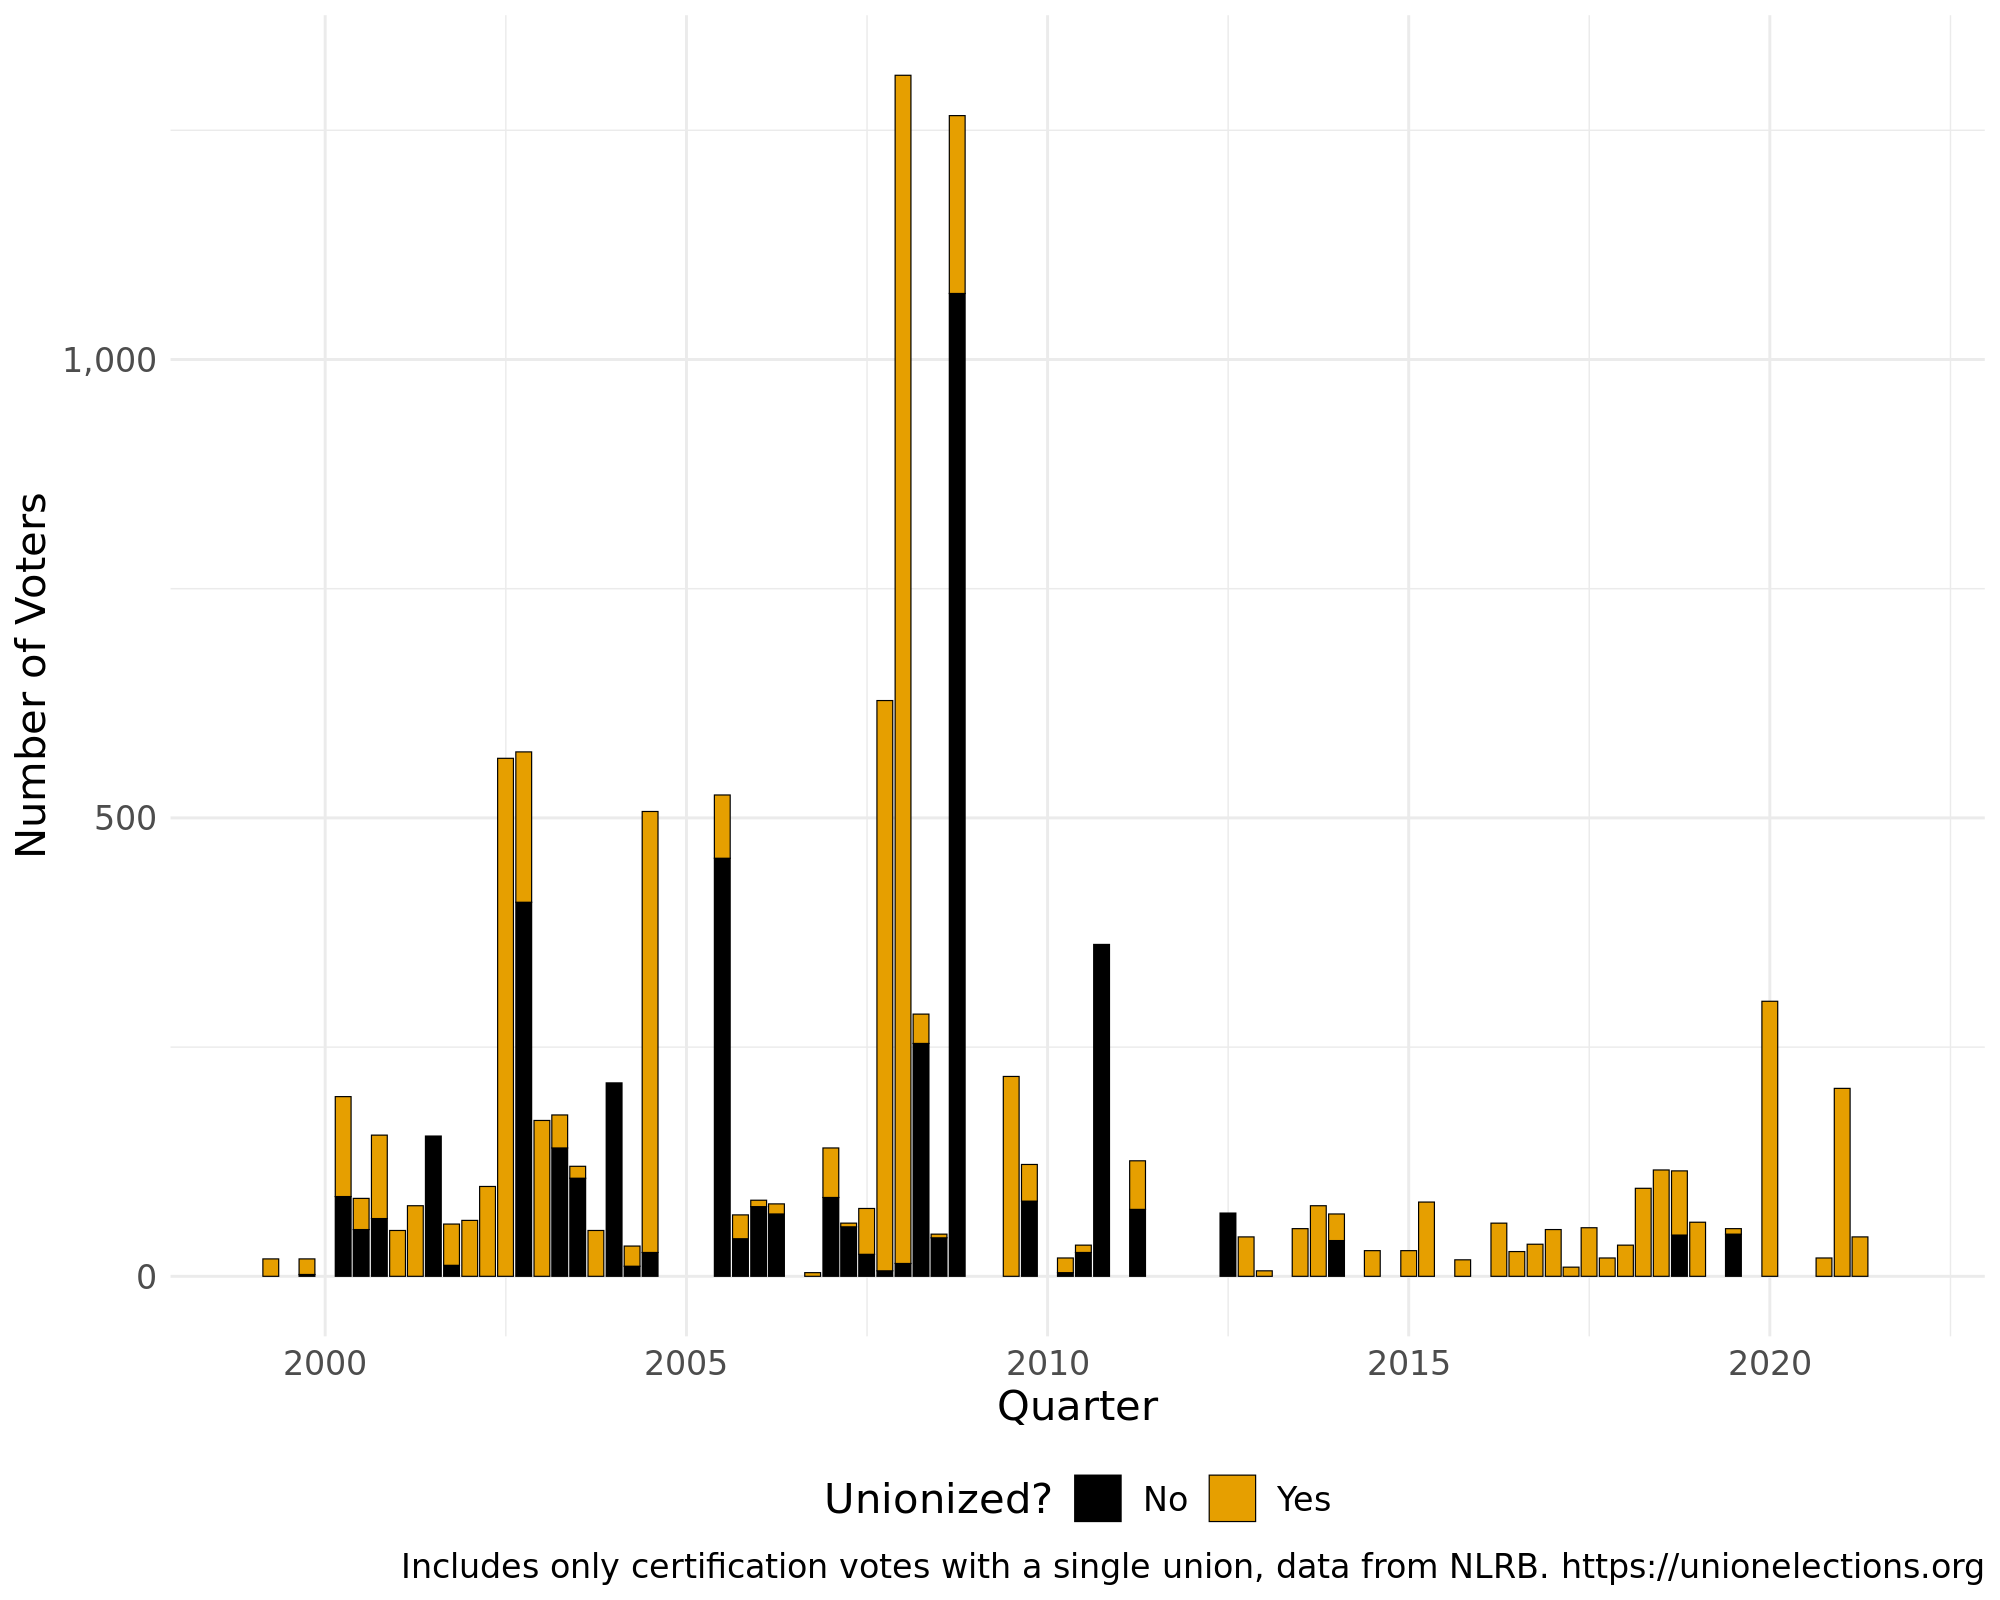 Number of Voters
1,000
500
0
2000 2005 2010 2015 2020
Quarter
Unionized? No Yes
Includes only certification votes with a single union, data from NLRB. https://unionelections.org